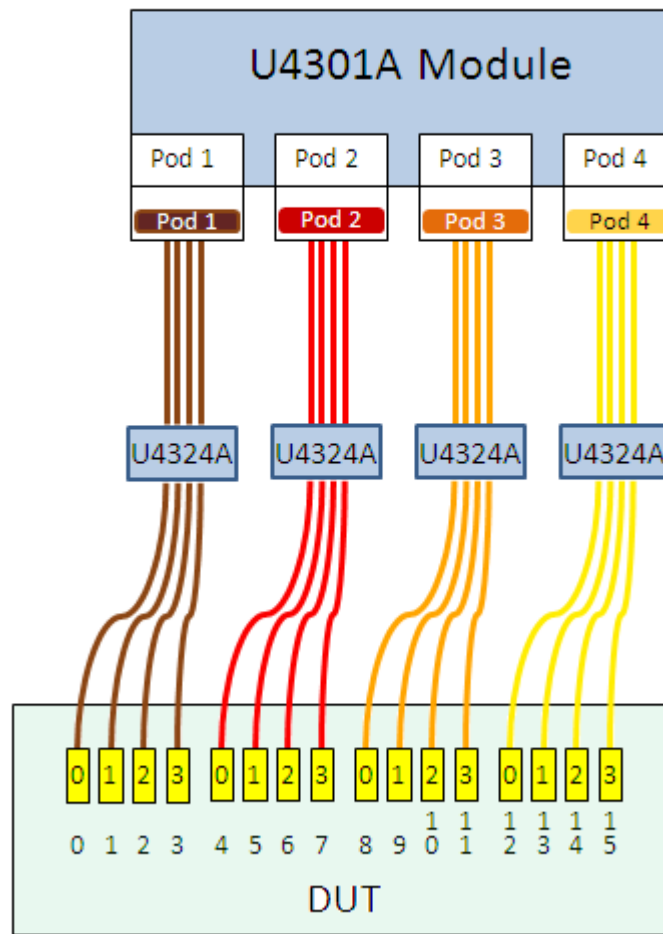 U4301A Module
Pod 1 Pod 2 Pod 3 Pod 4
Pod 1 Pod 2 Pod 3 Pod 4
U4324A U4324A U4324A U4324A
0 1 2 3 0 1 2 3 0 1 2 3 0 1 2 3
0 1 2 3 4 5 6 7 8 9 10 11 12 13 14 15
DUT